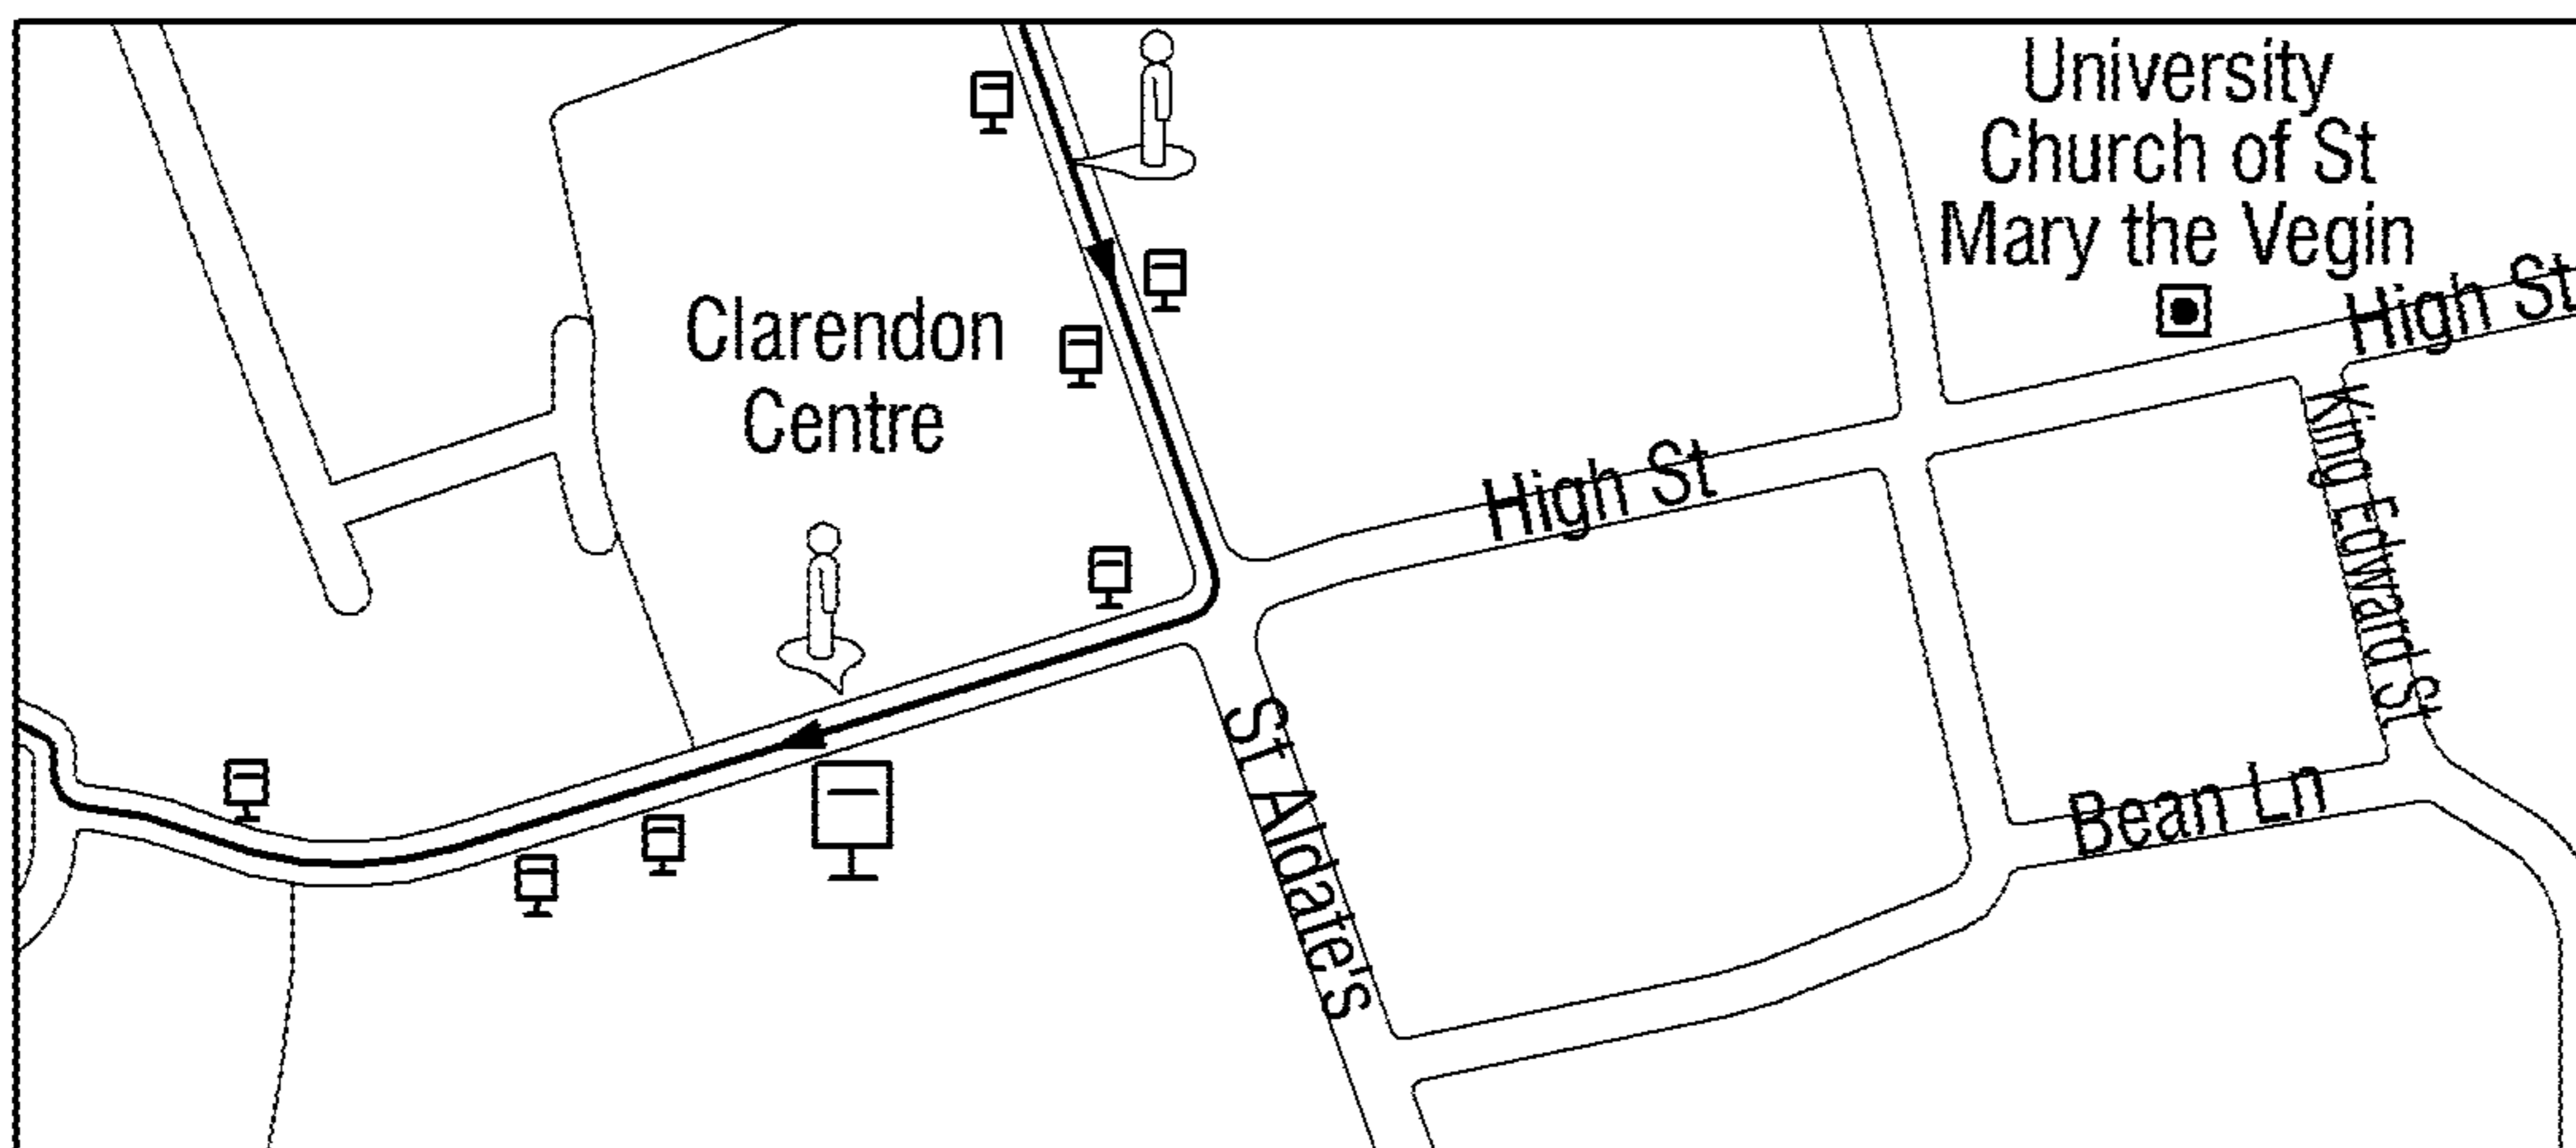 University
Church of St
Mary the Vegin
High St
Clarendon
Centre
High St
King Edward St
St Aldate's
Bean Ln